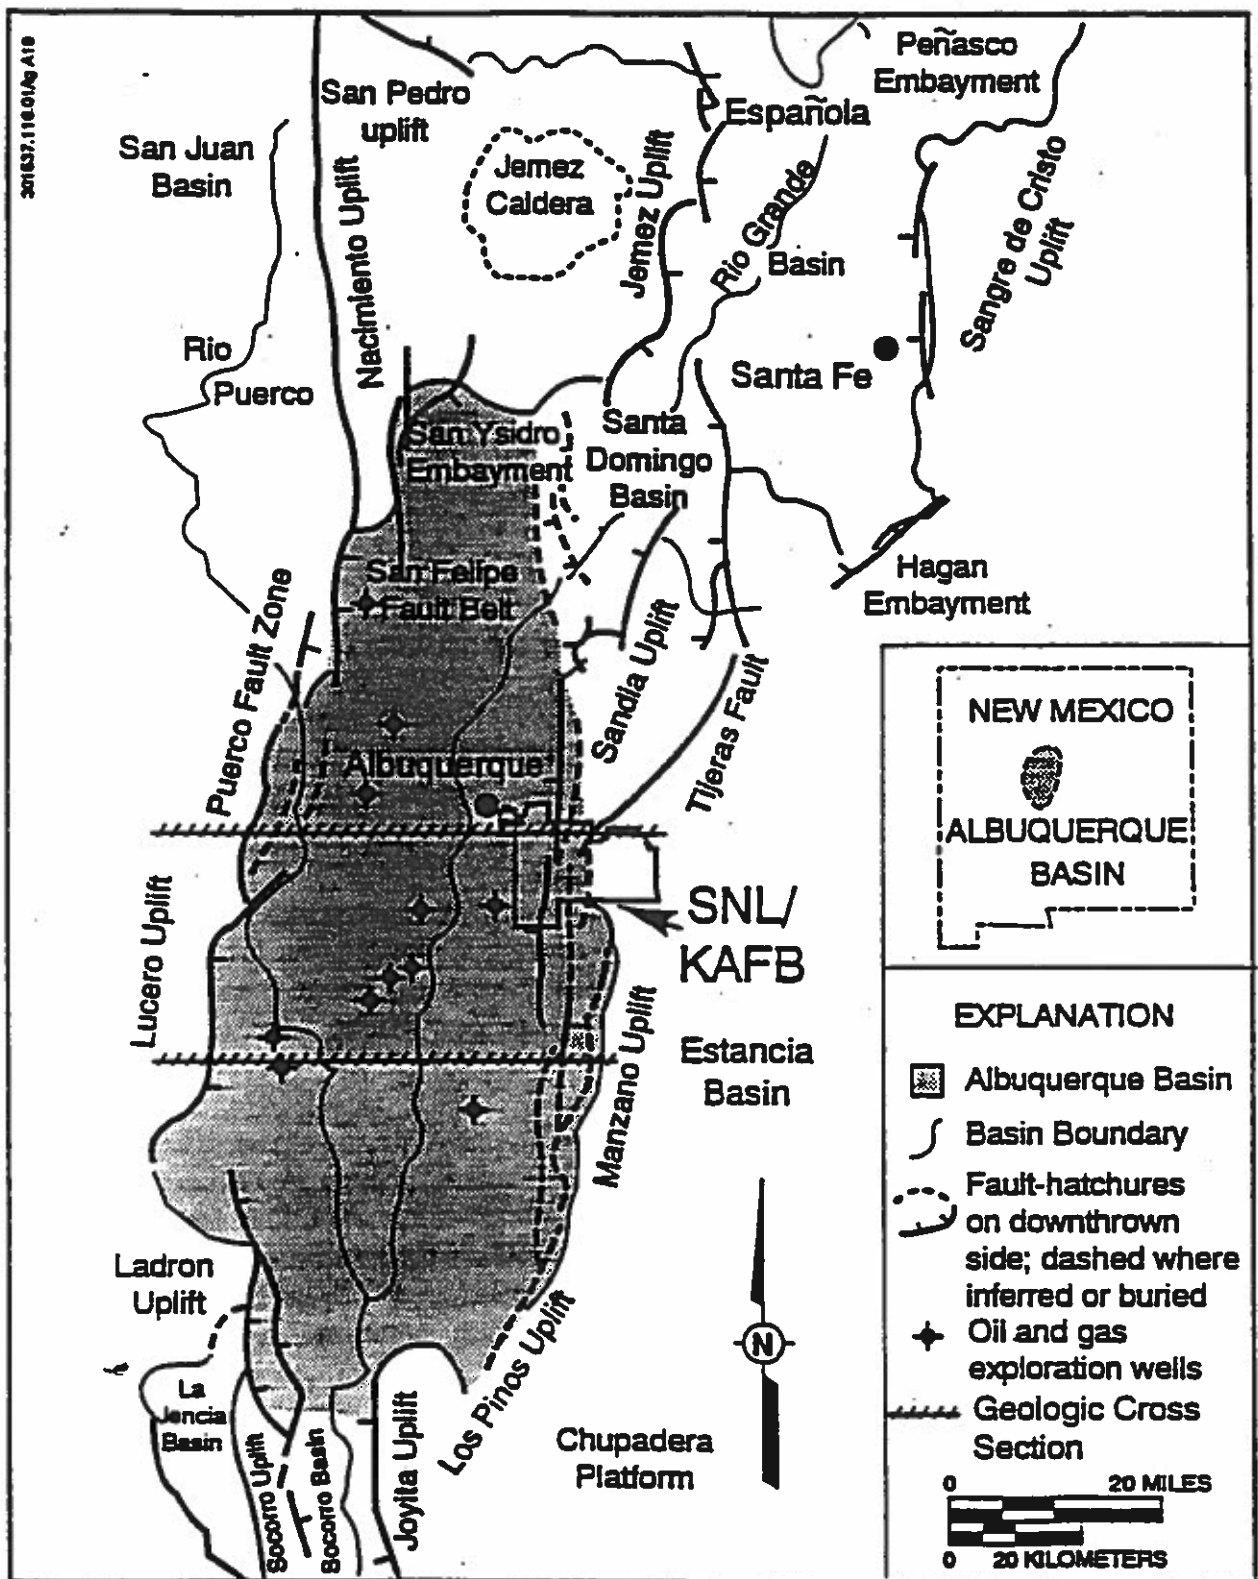 301637.116.01/Ag A18
Peñasco
Embayment
San Pedro
uplift
Española
San Juan
Basin
Jemez
Caldera
Nacimiento Uplift
Jemez Uplift
Rio Grande
Basin
Sangre de Cristo
Uplift
Rio
Puerco
Santa Fe
San Ysidro
Embayment
Santa
Domingo
Basin
San Felipe
Fault Belt
Hagan
Embayment
Puerco Fault Zone
Sandia Uplift
Tijeras Fault
Albuquerque
Lucero Uplift
SNL/
KAFB
Manzano Uplift
Estancia
Basin
Ladron
Uplift
Los Pinos Uplift
N
La
Jencia
Basin
Socorro Uplift
Socorro Basin
Joyita Uplift
Chupadera
Platform
NEW MEXICO
ALBUQUERQUE
BASIN
EXPLANATION
Albuquerque Basin
Basin Boundary
Fault-hatchures
on downthrown
side; dashed where
inferred or buried
Oil and gas
exploration wells
Geologic Cross
Section
0 20 MILES
0 20 KILOMETERS